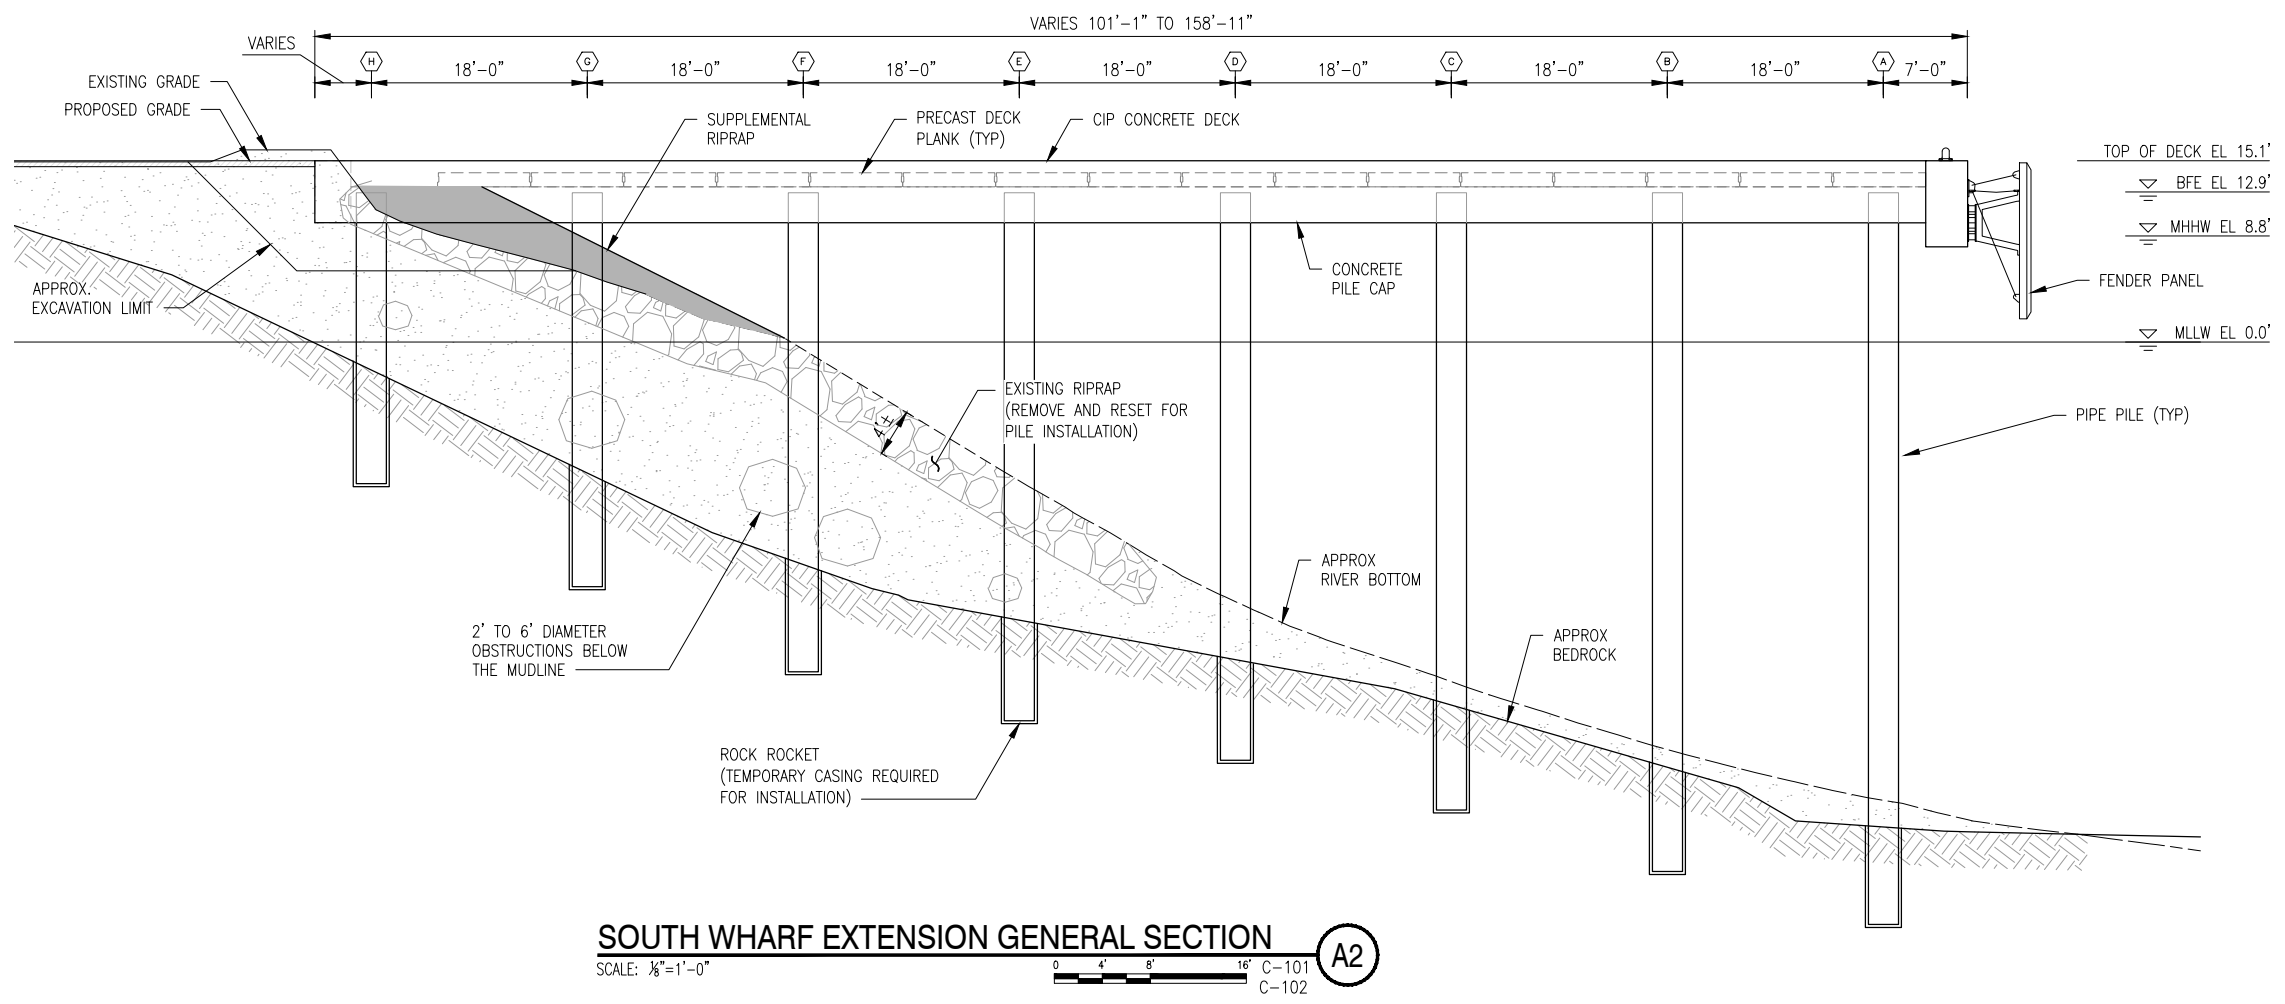 VARIES 101'-1" TO 158'-11"
VARIES
H
18'-0"
G
18'-0"
F
18'-0"
E
18'-0"
D
18'-0"
C
18'-0"
B
18'-0"
A
7'-0"
EXISTING GRADE
PROPOSED GRADE
SUPPLEMENTAL
RIPRAP
PRECAST DECK
PLANK (TYP)
CIP CONCRETE DECK
TOP OF DECK EL 15.1'
BFE EL 12.9'
MHHW EL 8.8'
CONCRETE
PILE CAP
FENDER PANEL
APPROX.
EXCAVATION LIMIT
MLLW EL 0.0'
EXISTING RIPRAP
(REMOVE AND RESET FOR
PILE INSTALLATION)
4'±
PIPE PILE (TYP)
APPROX
RIVER BOTTOM
2' TO 6' DIAMETER
OBSTRUCTIONS BELOW
THE MUDLINE
APPROX
BEDROCK
ROCK ROCKET
(TEMPORARY CASING REQUIRED
FOR INSTALLATION)
SOUTH WHARF EXTENSION GENERAL SECTION
A2
SCALE: ⅛"=1'-0"
0 4' 8' 16'
C-101
C-102